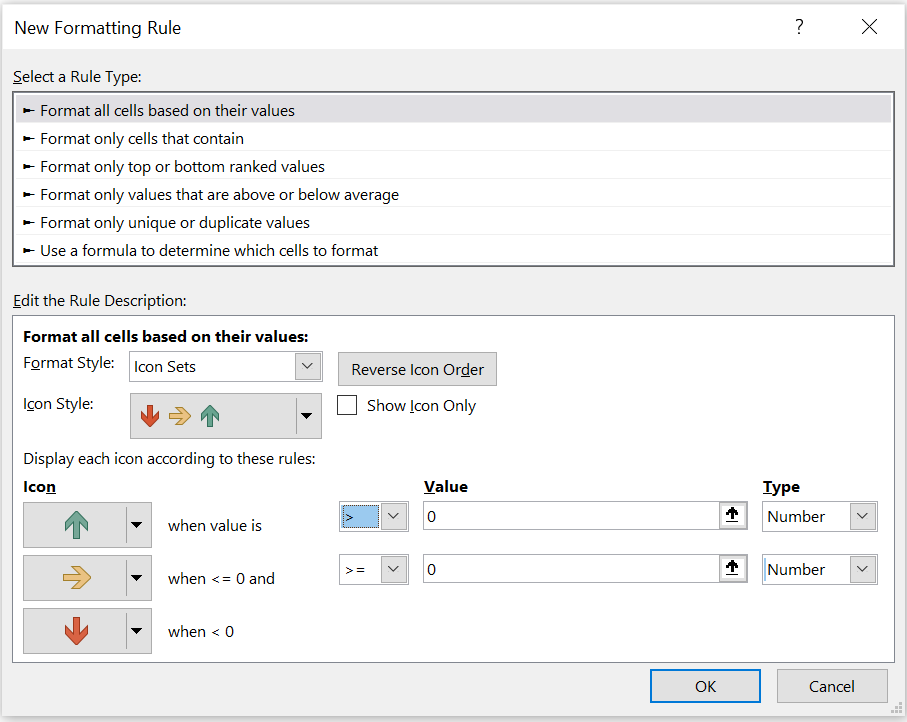 New Formatting Rule ?
Select a Rule Type:
► Format all cells based on their values
► Format only cells that contain
► Format only top or bottom ranked values
► Format only values that are above or below average
► Format only unique or duplicate values
► Use a formula to determine which cells to format
Edit the Rule Description:
Format all cells based on their values:
Format Style: Icon Sets Reverse Icon Order
Icon Style: Show Icon Only
Display each icon according to these rules:
Icon Value Type
when value is > 0 Number
when <= 0 and >= 0 Number
when < 0
OK Cancel